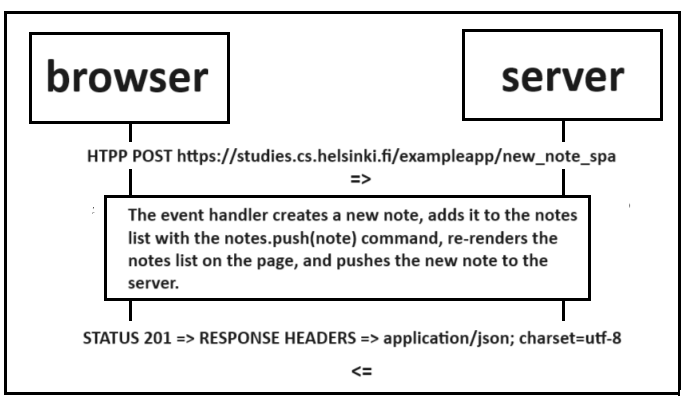 browser
server
HTPP POST https://studies.cs.helsinki.fi/exampleapp/new_note_spa
=>
The event handler creates a new note, adds it to the notes
list with the notes.push(note) command, re-renders the
notes list on the page, and pushes the new note to the
server.
STATUS 201 => RESPONSE HEADERS => application/json; charset=utf-8
<=